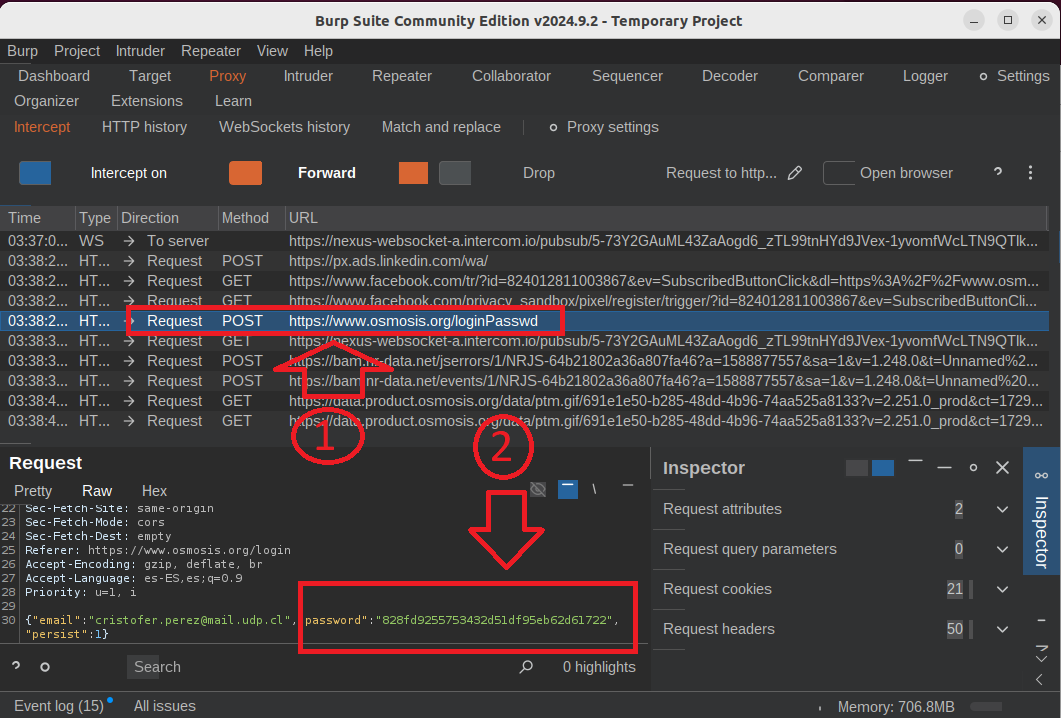 Burp Suite Community Edition v2024.9.2 - Temporary Project
Burp Project Intruder Repeater View Help
Dashboard Target Proxy Intruder Repeater Collaborator Sequencer Decoder Comparer Logger Settings
Organizer Extensions Learn
Intercept HTTP history WebSockets history Match and replace Proxy settings
Intercept on Forward Drop Request to http... Open browser ?
Time Type Direction Method URL
03:37:0... WS → To server https://nexus-websocket-a.intercom.io/pubsub/5-73Y2GAuML43ZaAogd6_zTL99tnHYd9JVex-1yvomfWcLTN9QTlk...
03:38:2... HT... → Request POST https://px.ads.linkedin.com/wa/
03:38:2... HT... → Request GET https://www.facebook.com/tr/?id=824012811003867&ev=SubscribedButtonClick&dl=https%3A%2F%2Fwww.osm...
03:38:2... HT... → Request GET https://www.facebook.com/privacy_sandbox/pixel/register/trigger/?id=824012811003867&ev=SubscribedButtonCli...
03:38:2... HT... → Request POST https://www.osmosis.org/loginPasswd
03:38:3... HT... → Request GET https://nexus-websocket-a.intercom.io/pubsub/5-73Y2GAuML43ZaAogd6_zTL99tnHYd9JVex-1yvomfWcLTN9QTlk...
03:38:3... HT... → Request POST https://bam.nr-data.net/jserrors/1/NRJS-64b21802a36a807fa46?a=1588877557&sa=1&v=1.248.0&t=Unnamed%2...
03:38:3... HT... → Request POST https://bam.nr-data.net/events/1/NRJS-64b21802a36a807fa46?a=1588877557&sa=1&v=1.248.0&t=Unnamed%20...
03:38:4... HT... → Request GET https://data.product.osmosis.org/data/ptm.gif/691e1e50-b285-48dd-4b96-74aa525a8133?v=2.251.0_prod&ct=1729...
03:38:4... HT... → Request GET https://data.product.osmosis.org/data/ptm.gif/691e1e50-b285-48dd-4b96-74aa525a8133?v=2.251.0_prod&ct=1729...
1
2
Request
Pretty Raw Hex
22 Sec-Fetch-Site: same-origin
23 Sec-Fetch-Mode: cors
24 Sec-Fetch-Dest: empty
25 Referer: https://www.osmosis.org/login
26 Accept-Encoding: gzip, deflate, br
27 Accept-Language: es-ES,es;q=0.9
28 Priority: u=1, i
29
30 {"email":"cristofer.perez@mail.udp.cl","password":"828fd9255753432d51df95eb62d61722",
"persist":1}
? Search 0 highlights
Inspector
Request attributes 2
Request query parameters 0
Request cookies 21
Request headers 50
Inspector
Event log (15) All issues Memory: 706.8MB